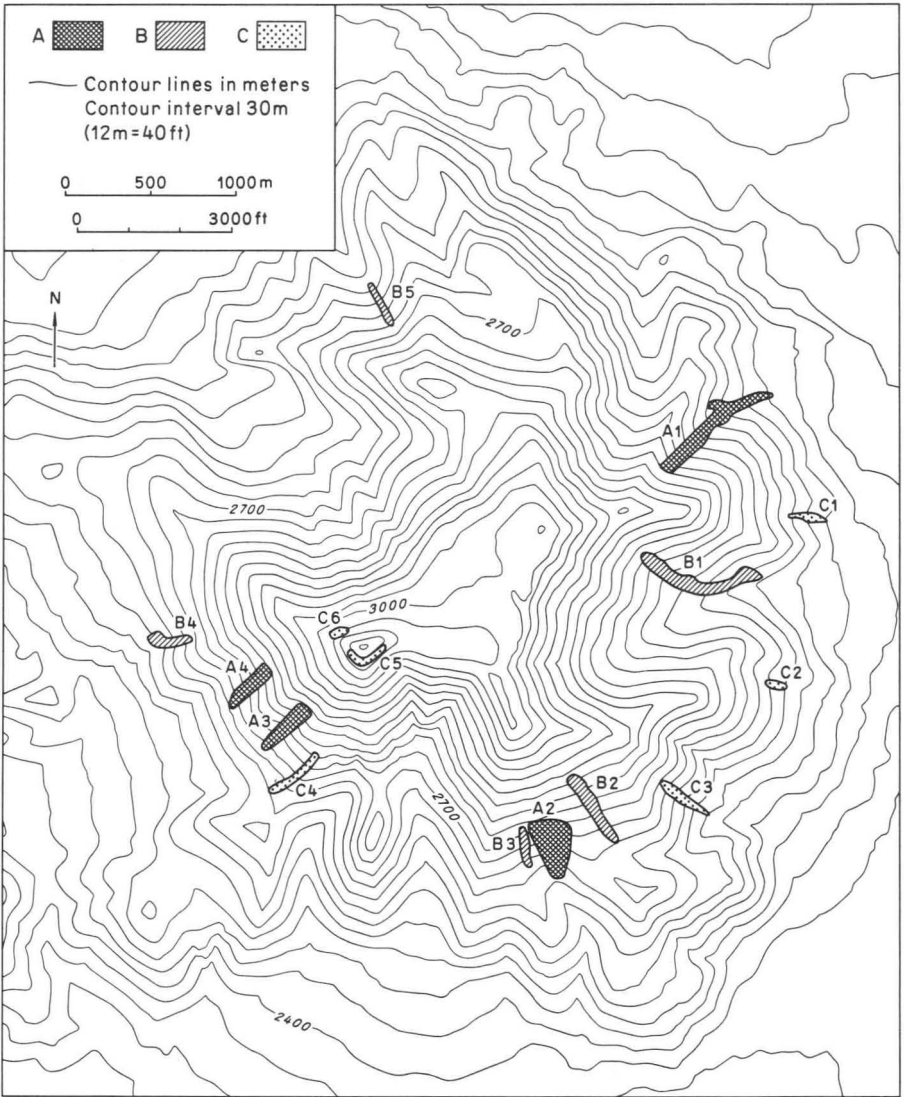 A B C
Contour lines in meters
Contour interval 30m
(12m=40ft)
0 500 1000m
0 3000ft
N
B5
2700
A1
C1
2700
B1
3000
C6
B4
C5
A4
C2
A3
C4
B2
C3
2700
A2
B3
2400